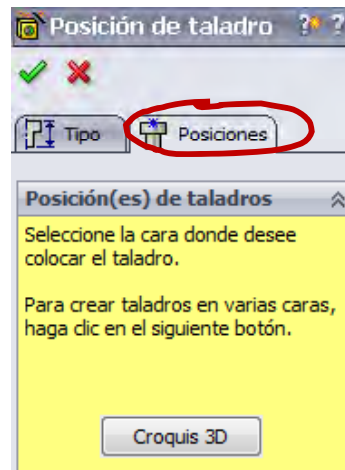 Posición de taladro ? ?
Tipo Posiciones
Posición(es) de taladros
Seleccione la cara donde desee
colocar el taladro.
Para crear taladros en varias caras,
haga clic en el siguiente botón.
Croquis 3D